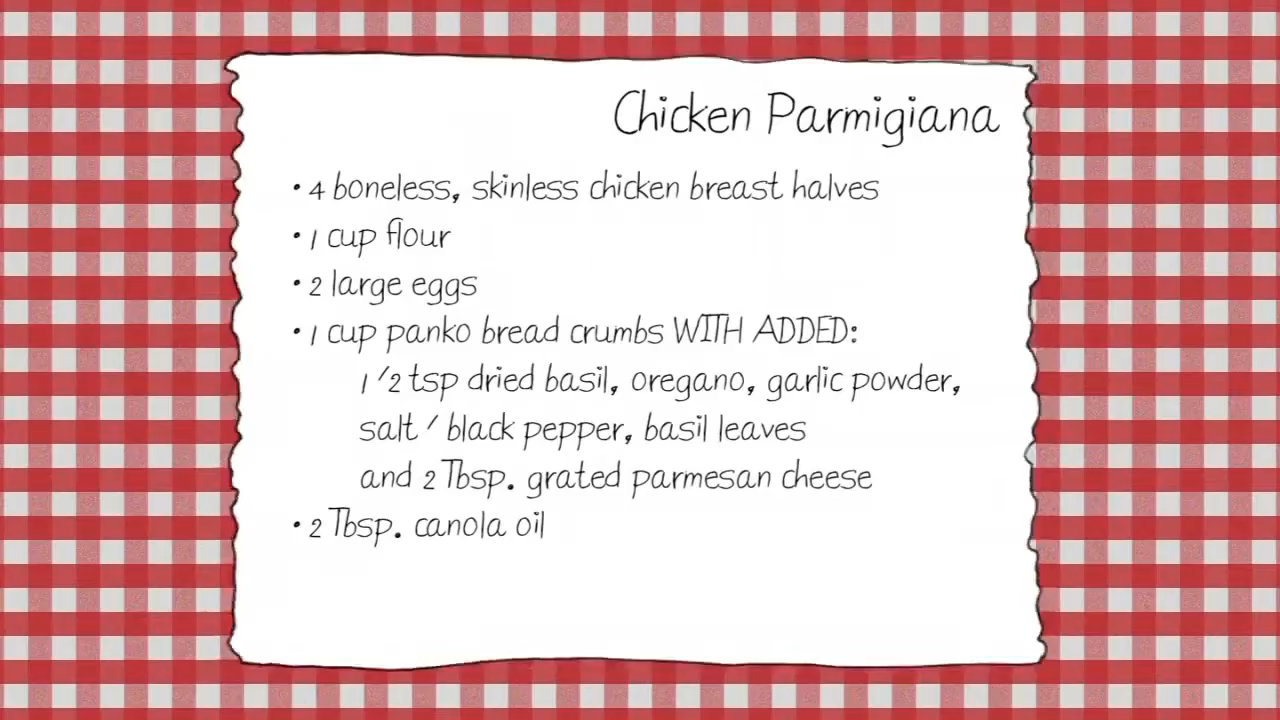 Chicken Parmigiana
• 4 boneless, skinless chicken breast halves
• 1 cup flour
• 2 large eggs
• 1 cup panko bread crumbs WITH ADDED:
1 1/2 tsp dried basil, oregano, garlic powder,
salt / black pepper, basil leaves
and 2 Tbsp. grated parmesan cheese
• 2 Tbsp. canola oil